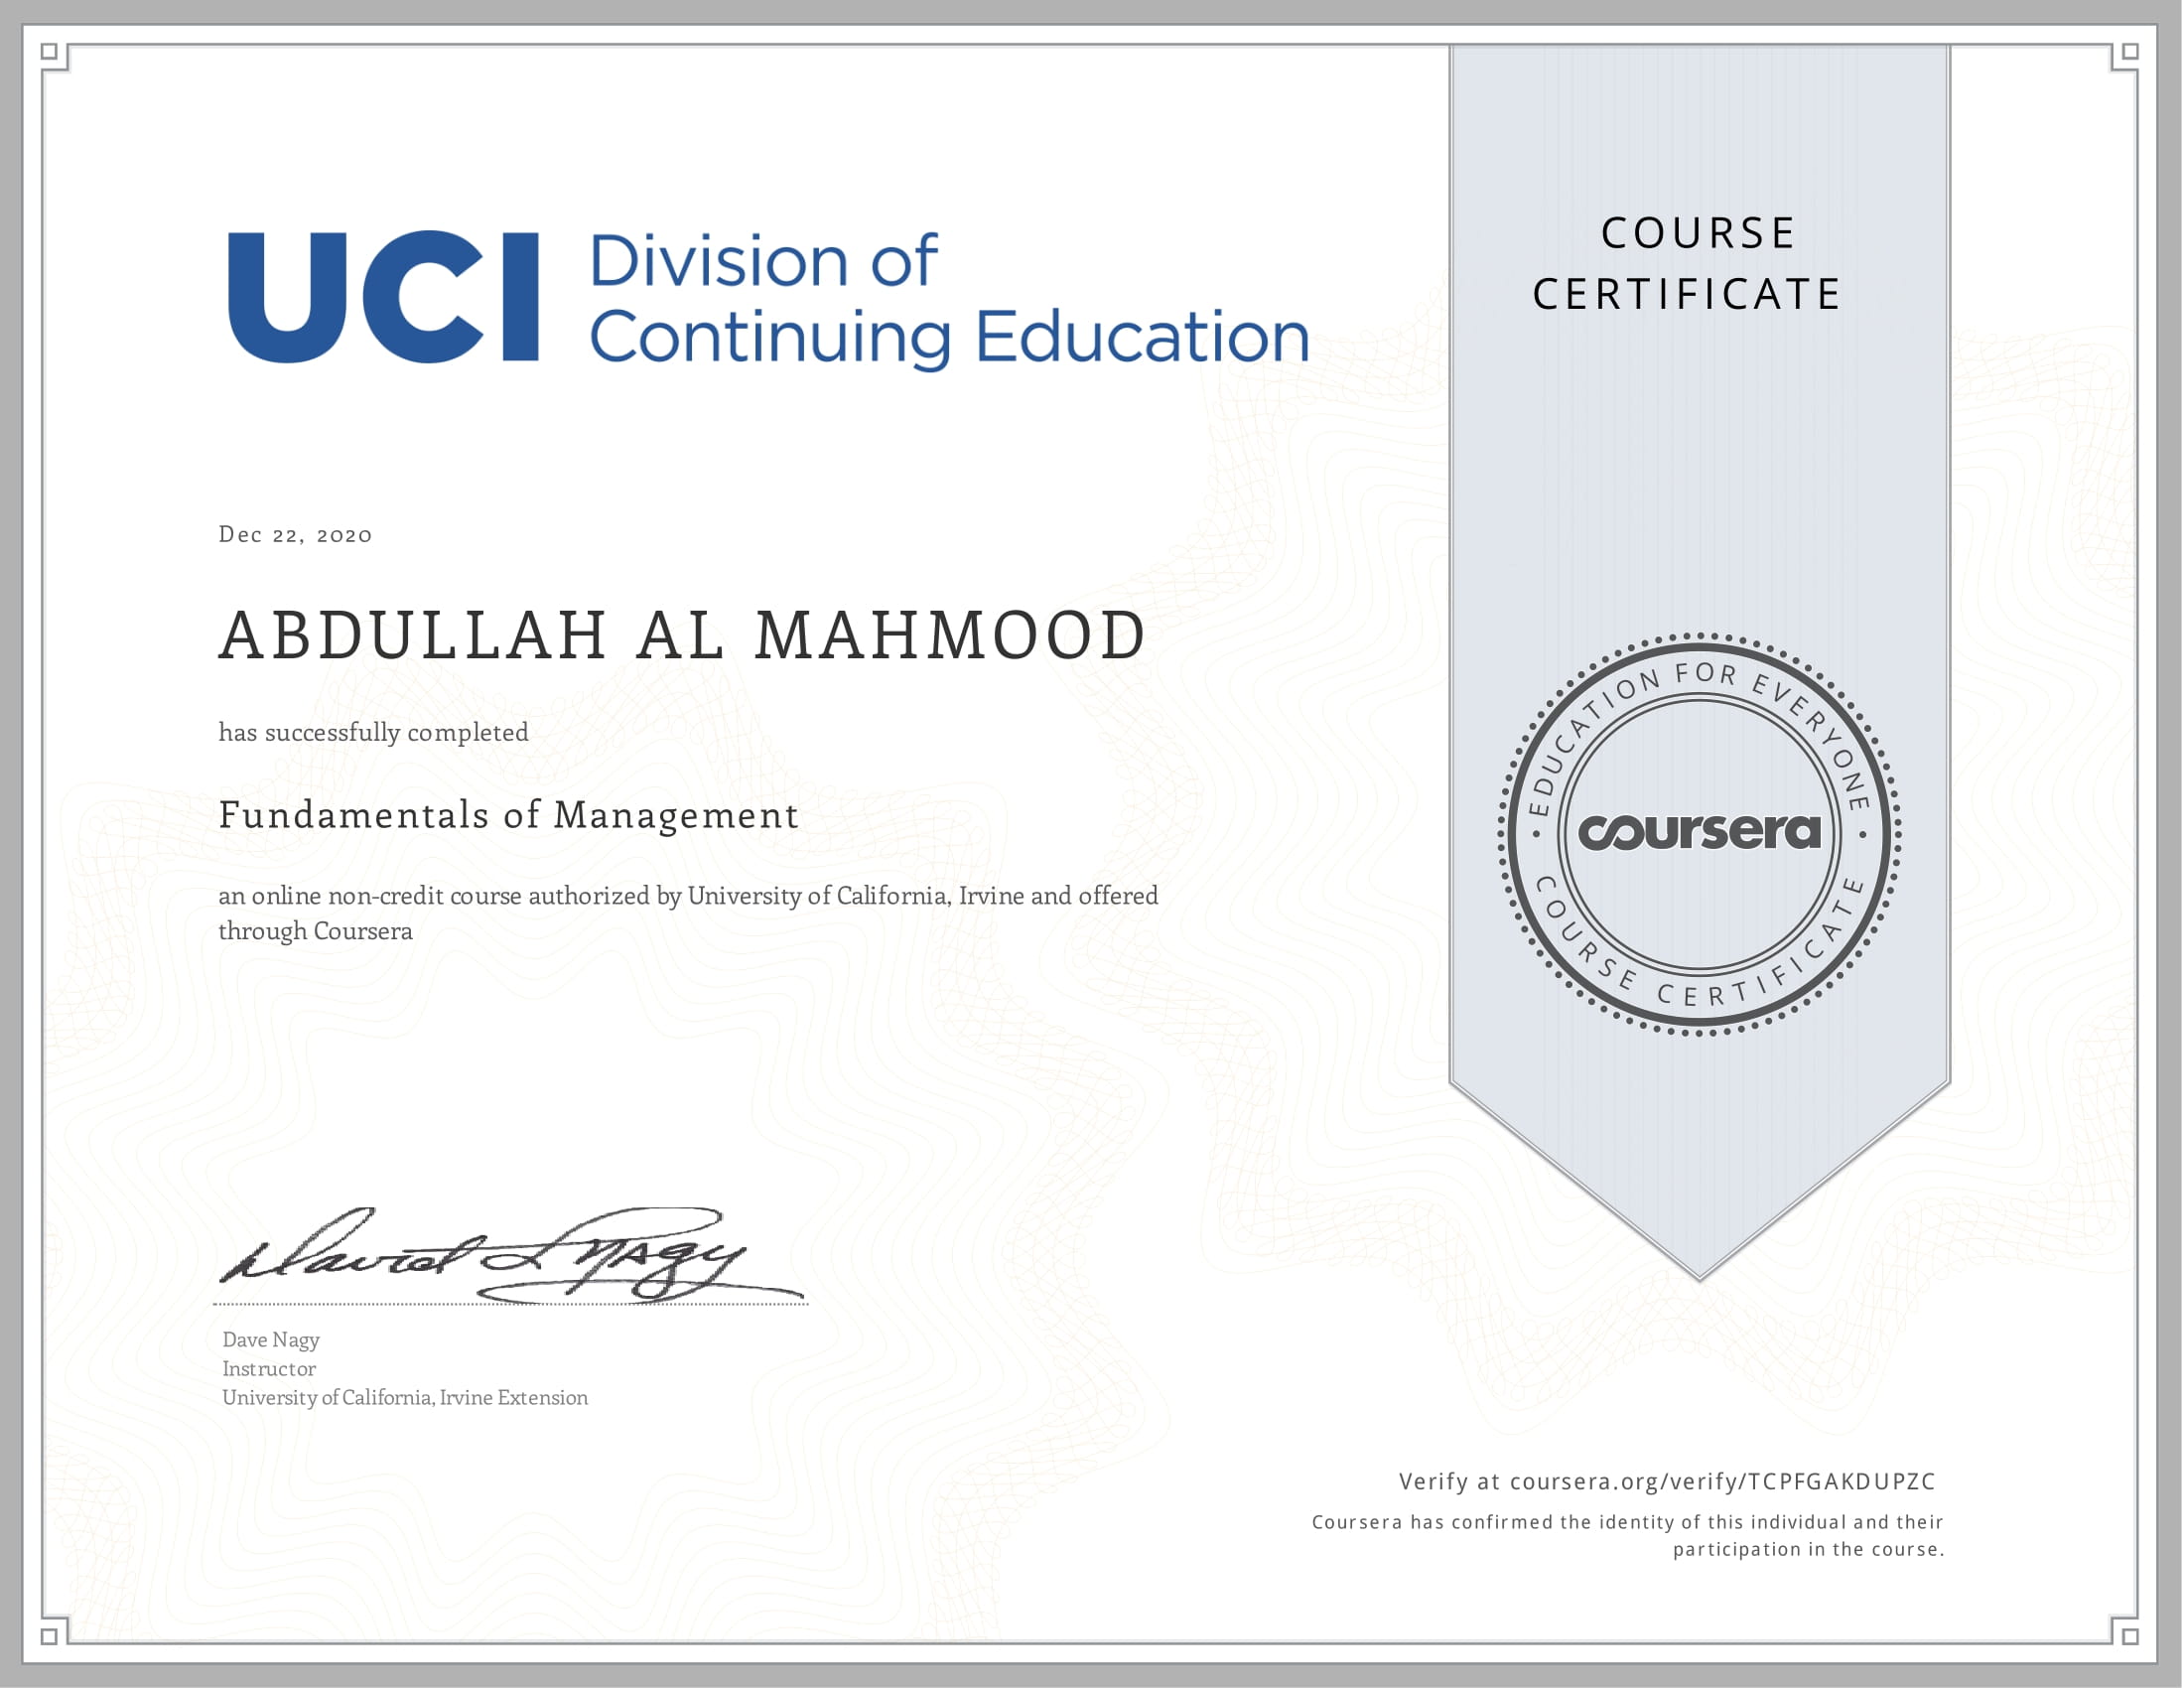 UCI Division of
Continuing Education
COURSE
CERTIFICATE
Dec 22, 2020
ABDULLAH AL MAHMOOD
has successfully completed
Fundamentals of Management
an online non-credit course authorized by University of California, Irvine and offered
through Coursera
EDUCATION FOR EVERYONE
coursera
COURSE CERTIFICATE
David L Nagy
Dave Nagy
Instructor
University of California, Irvine Extension
Verify at coursera.org/verify/TCPFGAKDUPZC
Coursera has confirmed the identity of this individual and their
participation in the course.